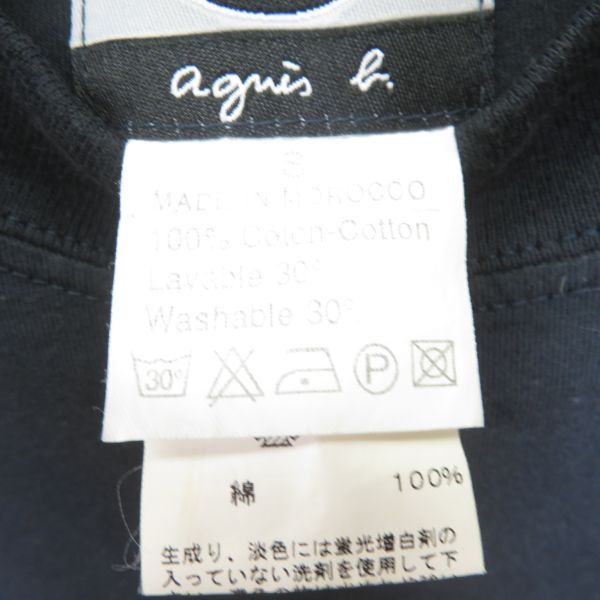 agnès b.
3
MADE IN MOROCCO
100% Coton-Cotton
Lavable 30°
Washable 30°
30° P
綿 100%
生成り、淡色には蛍光増白剤の
入っていない洗剤を使用して下